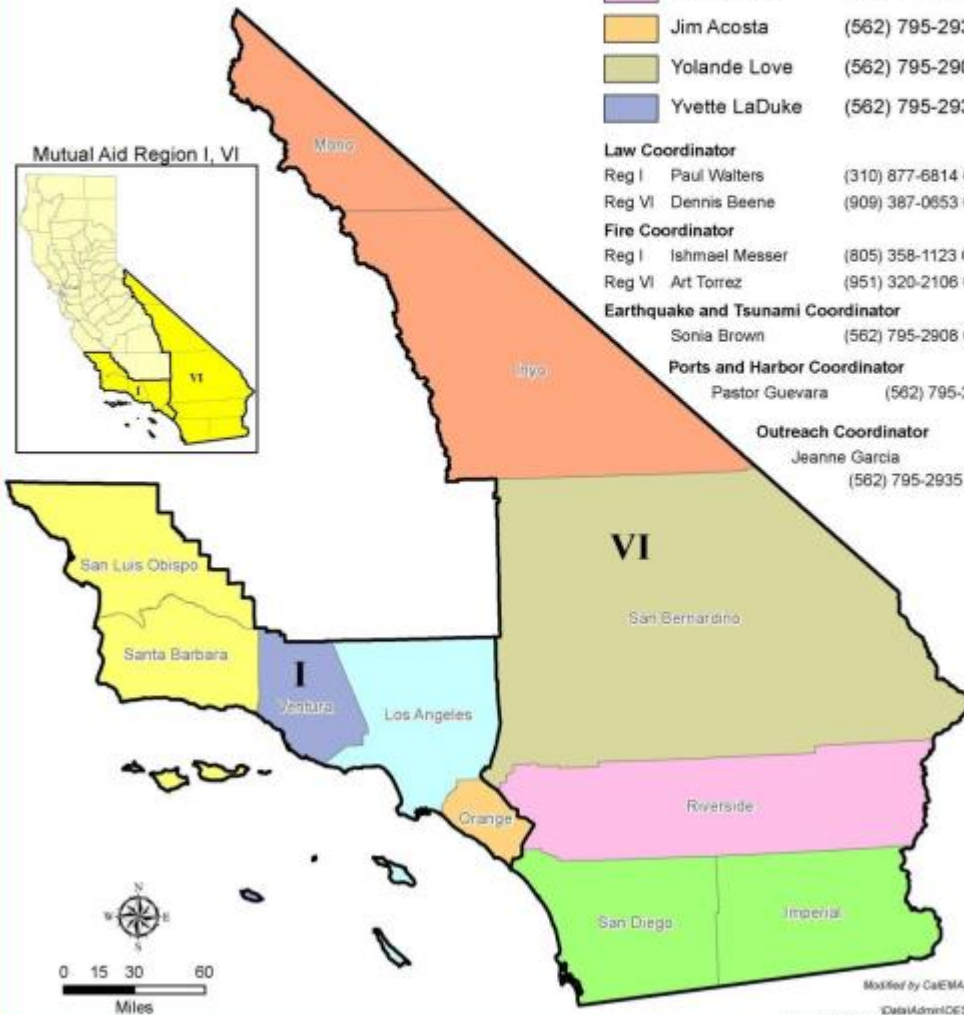 Jim Acosta (562) 795-293
Yolande Love (562) 795-290
Yvette LaDuke (562) 795-293
Law Coordinator
Reg I Paul Walters (310) 877-6814
Reg VI Dennis Beene (909) 387-0653
Fire Coordinator
Reg I Ishmael Messer (805) 358-1123
Reg VI Art Torrez (951) 320-2106
Earthquake and Tsunami Coordinator
Sonia Brown (562) 795-2908
Ports and Harbor Coordinator
Pastor Guevara (562) 795-
Outreach Coordinator
Jeanne Garcia
(562) 795-2935
Mutual Aid Region I, VI
VI
I
Mono
Inyo
VI
San Bernardino
San Luis Obispo
Santa Barbara
I
Ventura
Los Angeles
Orange
Riverside
San Diego
Imperial
N
W E
S
0 15 30 60
Miles
Modified by CalEMA